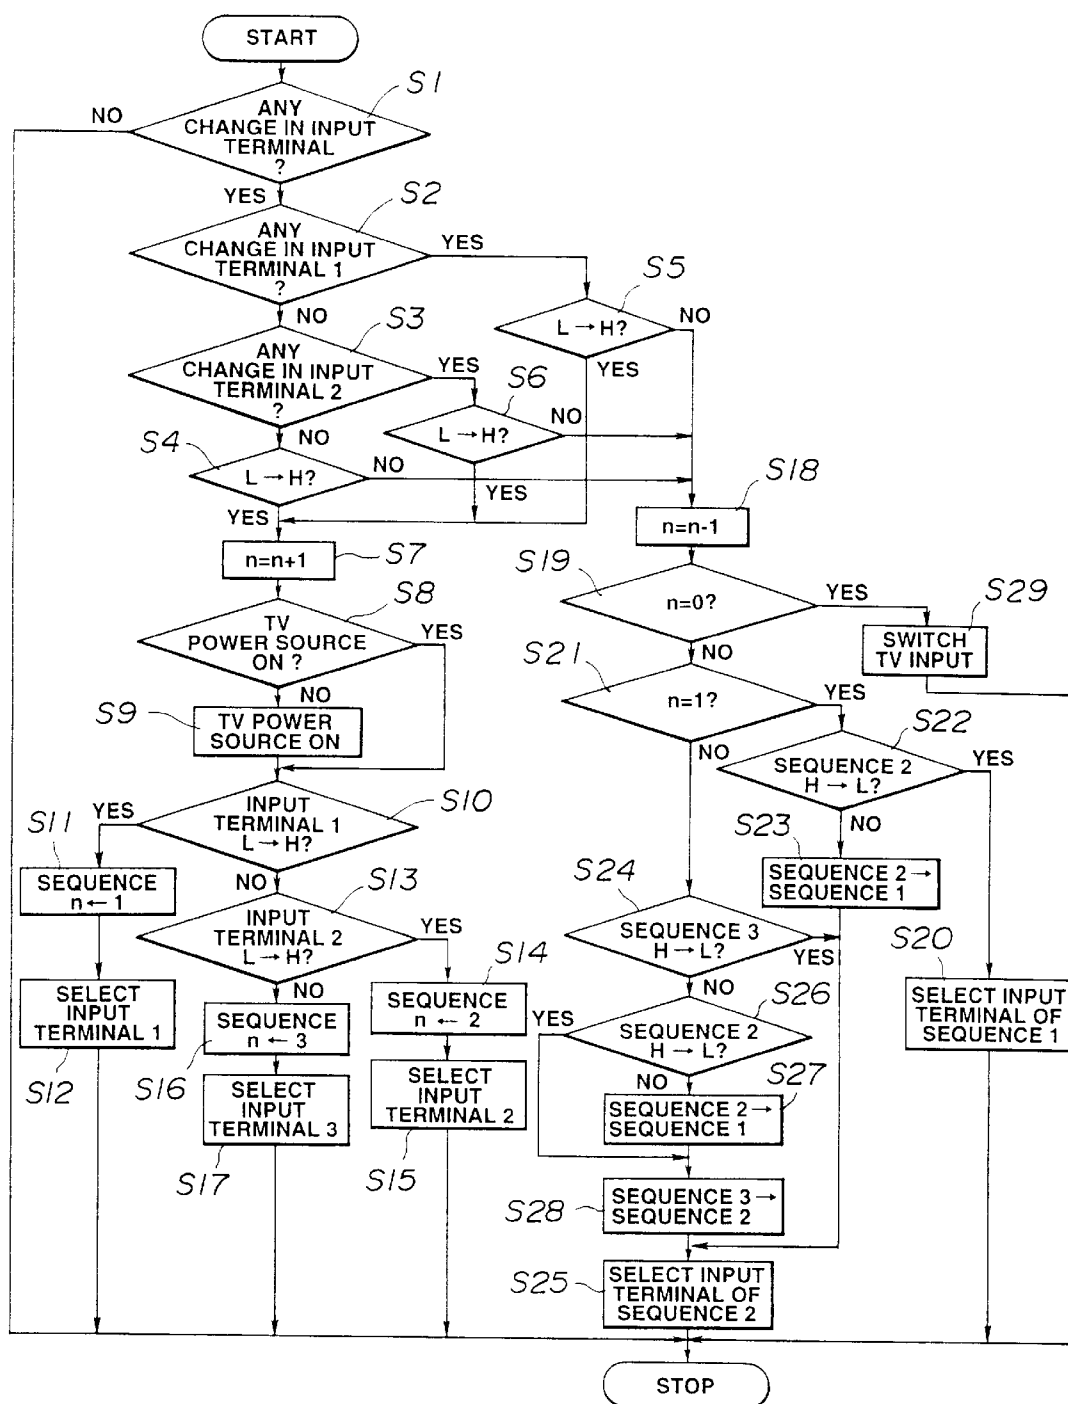 START
S1
NO
ANY
CHANGE IN INPUT
TERMINAL
?
YES
S2
ANY
CHANGE IN INPUT
TERMINAL 1
?
YES
NO
S5
L → H?
NO
YES
S3
ANY
CHANGE IN INPUT
TERMINAL 2
?
YES
NO
S6
L → H?
NO
YES
S4
L → H?
NO
YES
S7
n=n+1
S8
TV
POWER SOURCE
ON ?
YES
NO
S9
TV POWER
SOURCE ON
S10
INPUT
TERMINAL 1
L → H?
YES
NO
S11
SEQUENCE
n ← 1
SELECT
INPUT
TERMINAL 1
S12
S13
INPUT
TERMINAL 2
L → H?
YES
NO
S14
SEQUENCE
n ← 2
SELECT
INPUT
TERMINAL 2
S15
SEQUENCE
n ← 3
S16
SELECT
INPUT
TERMINAL 3
S17
S18
n=n-1
S19
n=0?
YES
NO
S29
SWITCH
TV INPUT
S21
n=1?
YES
NO
S22
SEQUENCE 2
H → L?
YES
NO
S23
SEQUENCE 2 →
SEQUENCE 1
S20
SELECT INPUT
TERMINAL OF
SEQUENCE 1
S24
SEQUENCE 3
H → L?
YES
NO
S26
SEQUENCE 2
H → L?
YES
NO
S27
SEQUENCE 2 →
SEQUENCE 1
S28
SEQUENCE 3 →
SEQUENCE 2
S25
SELECT INPUT
TERMINAL OF
SEQUENCE 2
STOP